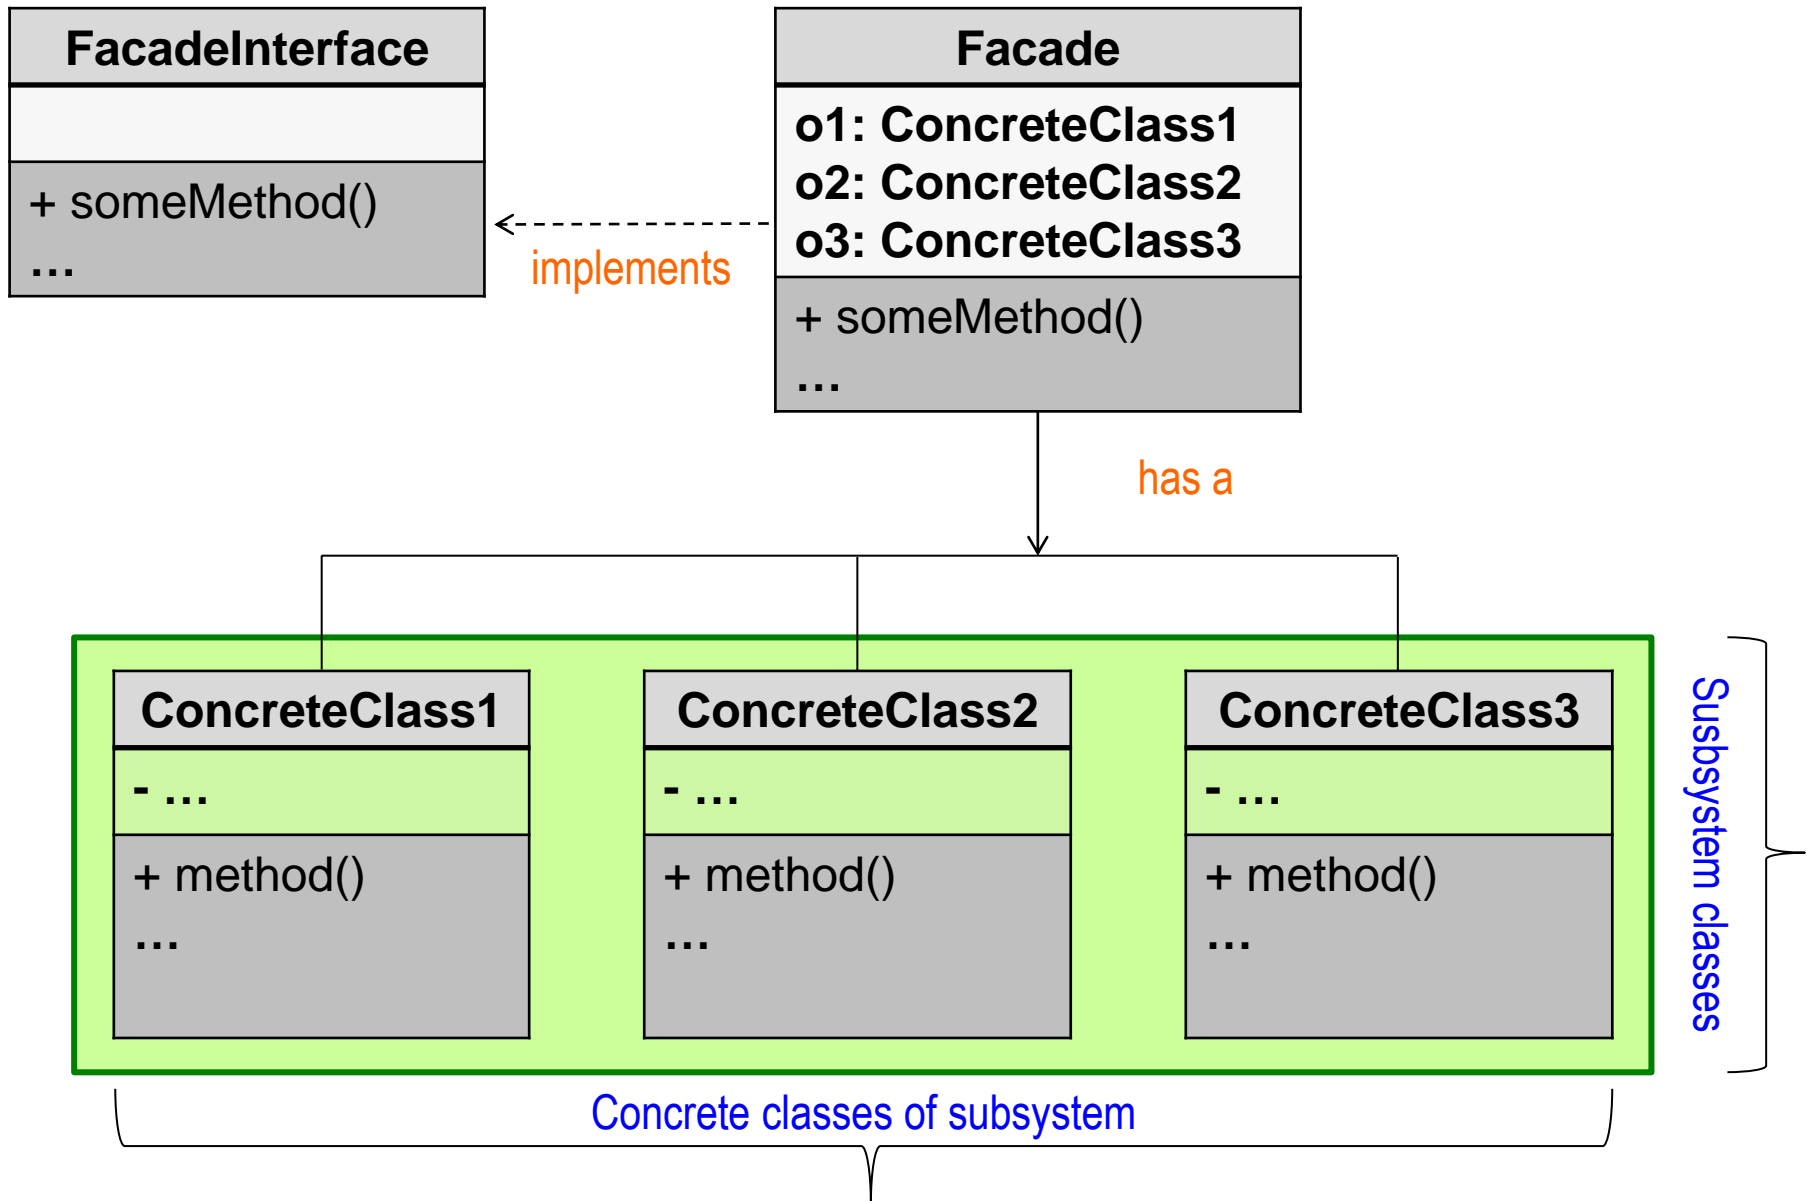 FacadeInterface
+ someMethod()
…
Facade
o1: ConcreteClass1
o2: ConcreteClass2
o3: ConcreteClass3
+ someMethod()
…
implements
has a
ConcreteClass1
- …
+ method()
…
ConcreteClass2
- …
+ method()
…
ConcreteClass3
- …
+ method()
…
Susbsystem classes
Concrete classes of subsystem